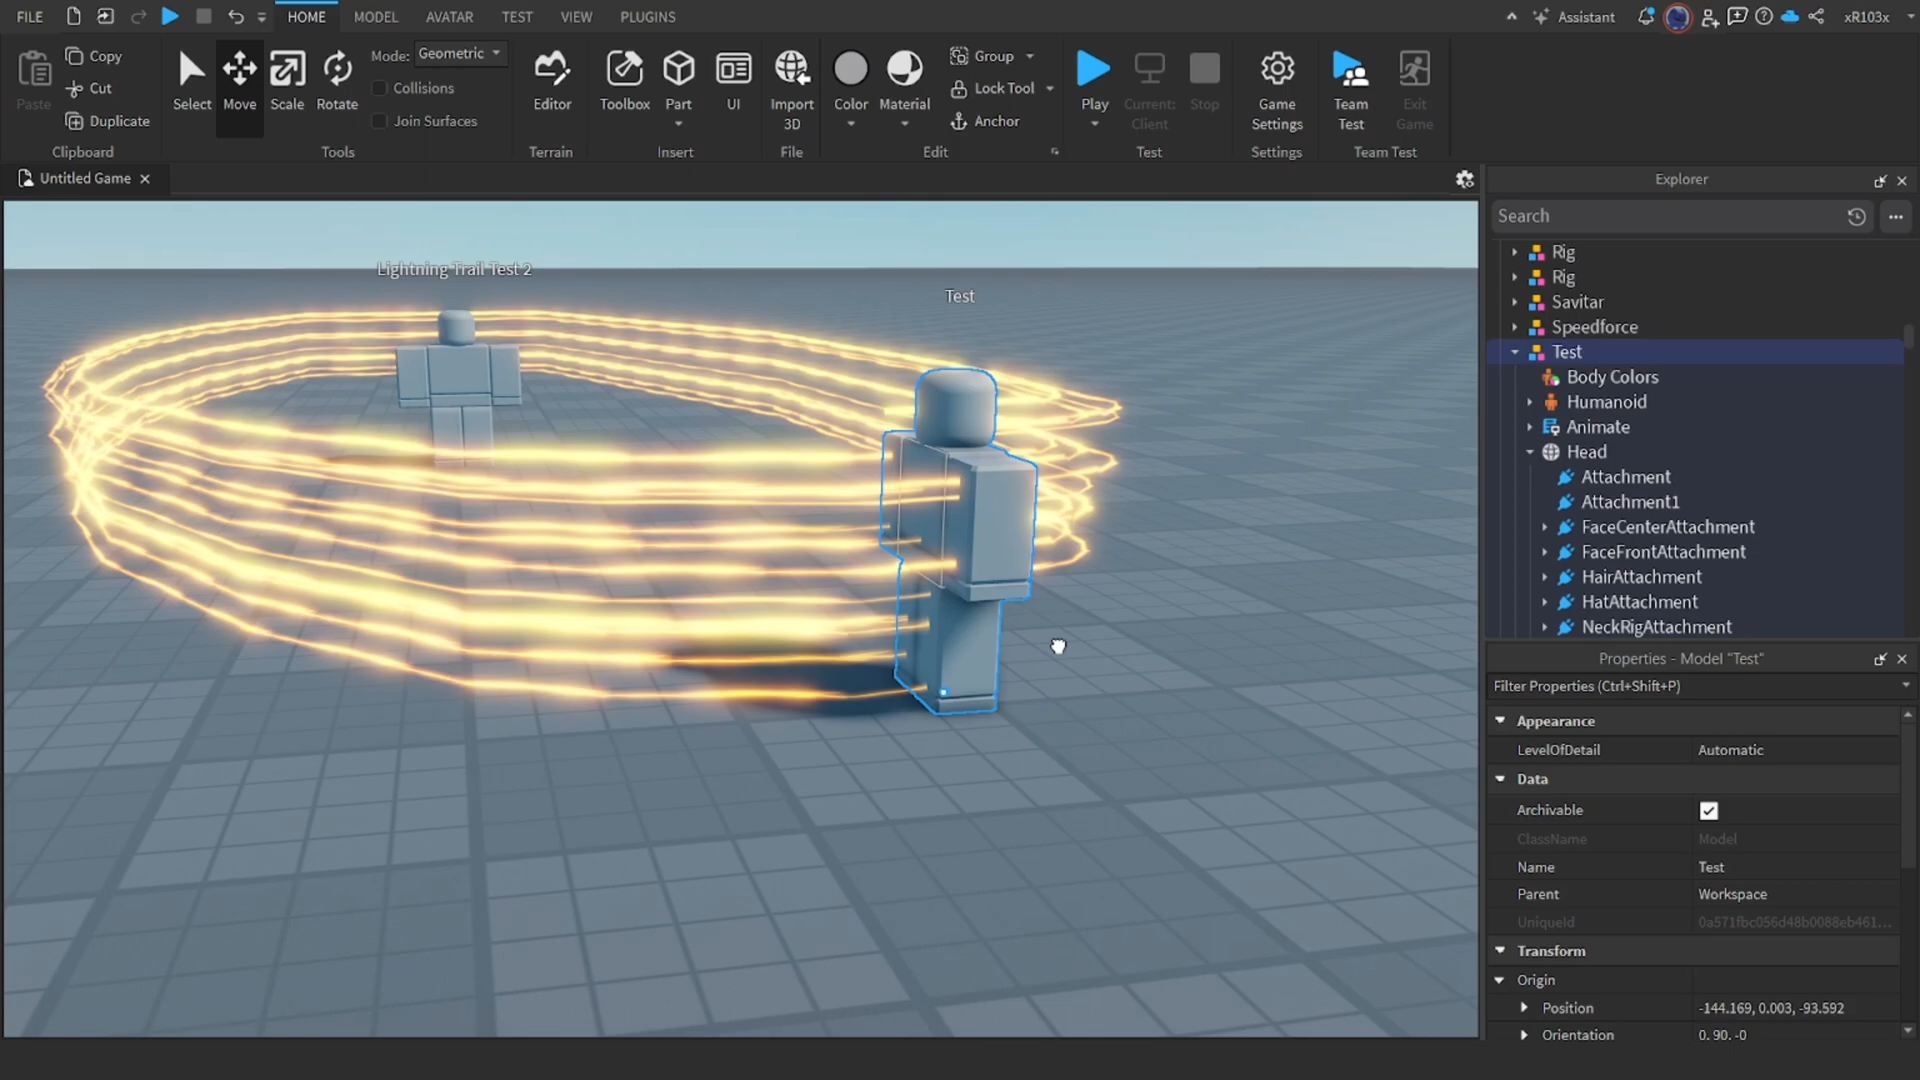 FILE
HOME
MODEL
AVATAR
TEST
VIEW
PLUGINS
Assistant
xR103x
Paste
Copy
Cut
Duplicate
Clipboard
Select
Move
Scale
Rotate
Mode: Geometric
Collisions
Join Surfaces
Tools
Editor
Terrain
Toolbox
Part
UI
Insert
Import
3D
File
Color
Material
Group
Lock Tool
Anchor
Edit
Play
Current:
Client
Stop
Test
Game
Settings
Settings
Team
Test
Exit
Game
Team Test
Untitled Game
Lightning Trail Test 2
Test
Explorer
Search
Rig
Rig
Savitar
Speedforce
Test
Body Colors
Humanoid
Animate
Head
Attachment
Attachment1
FaceCenterAttachment
FaceFrontAttachment
HairAttachment
HatAttachment
NeckRigAttachment
Properties - Model "Test"
Filter Properties (Ctrl+Shift+P)
Appearance
LevelOfDetail Automatic
Data
Archivable
ClassName Model
Name Test
Parent Workspace
UniqueId 0a571fbc056d48b0088eb461...
Transform
Origin
Position -144.169, 0.003, -93.592
Orientation 0, 90, -0